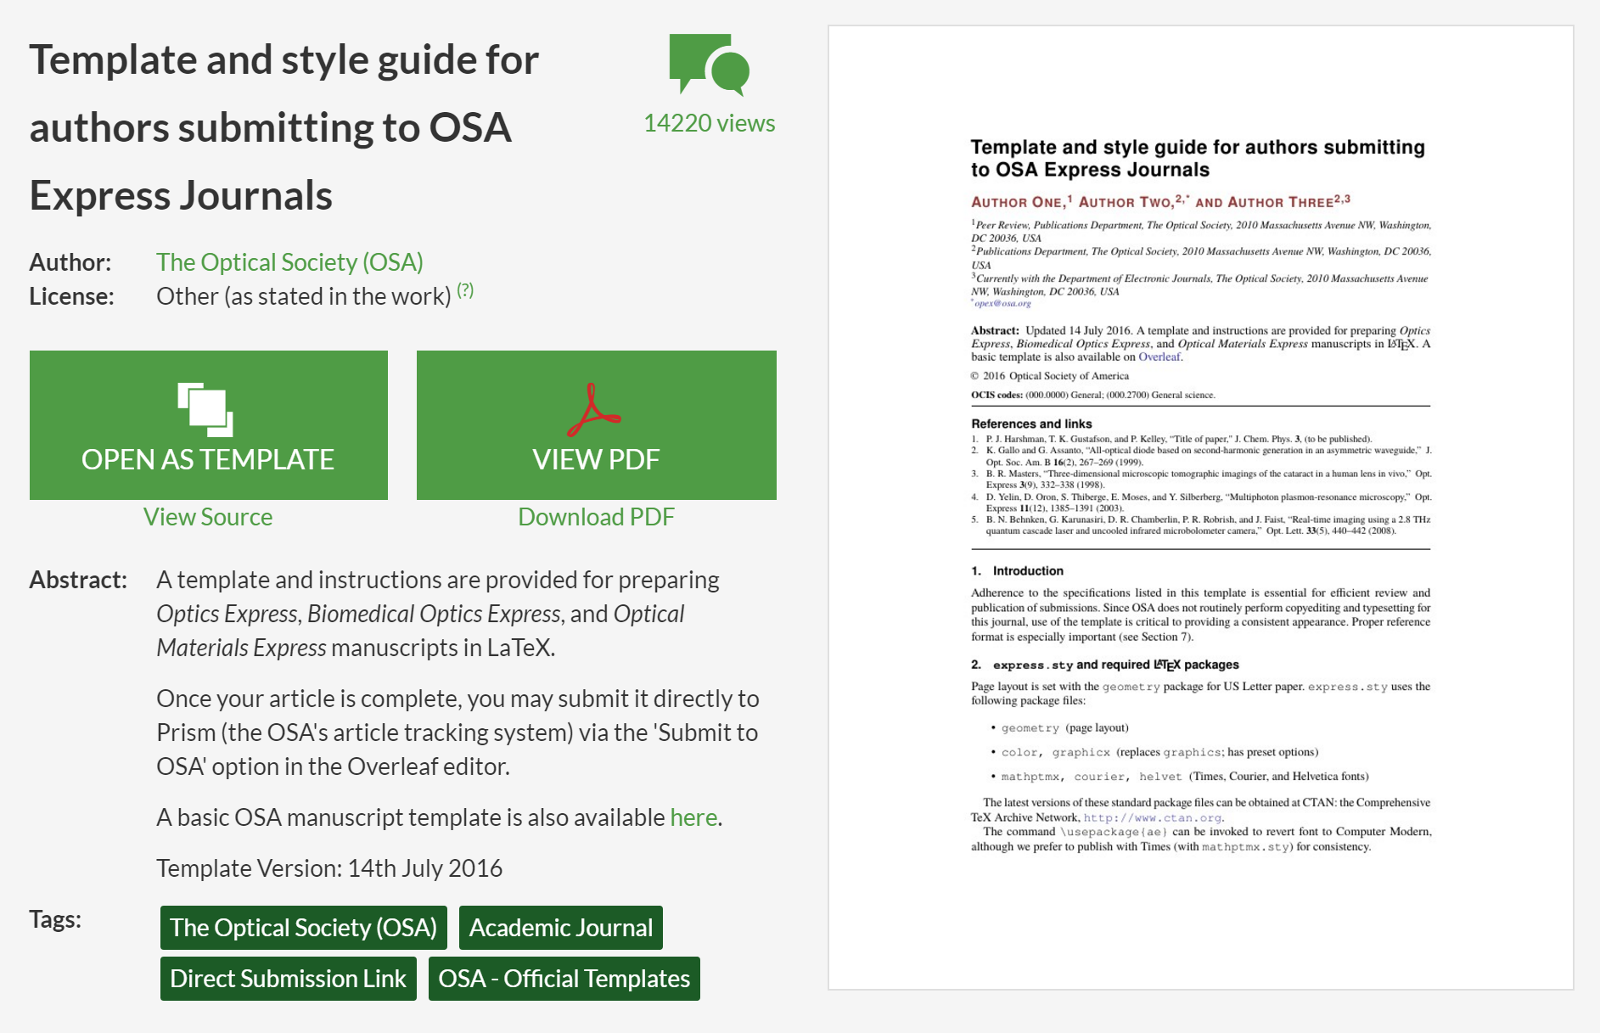 Template and style guide for
authors submitting to OSA
Express Journals
14220 views
Author: The Optical Society (OSA)
License: Other (as stated in the work) (?)
OPEN AS TEMPLATE
View Source
VIEW PDF
Download PDF
Abstract: A template and instructions are provided for preparing
Optics Express, Biomedical Optics Express, and Optical
Materials Express manuscripts in LaTeX.
Once your article is complete, you may submit it directly to
Prism (the OSA's article tracking system) via the 'Submit to
OSA' option in the Overleaf editor.
A basic OSA manuscript template is also available here.
Template Version: 14th July 2016
Tags: The Optical Society (OSA) Academic Journal
Direct Submission Link OSA - Official Templates
Template and style guide for authors submitting
to OSA Express Journals
AUTHOR ONE,1 AUTHOR TWO,2,* AND AUTHOR THREE2,3
1Peer Review, Publications Department, The Optical Society, 2010 Massachusetts Avenue NW, Washington,
DC 20036, USA
2Publications Department, The Optical Society, 2010 Massachusetts Avenue NW, Washington, DC 20036,
USA
3Currently with the Department of Electronic Journals, The Optical Society, 2010 Massachusetts Avenue
NW, Washington, DC 20036, USA
*opex@osa.org
Abstract: Updated 14 July 2016. A template and instructions are provided for preparing Optics
Express, Biomedical Optics Express, and Optical Materials Express manuscripts in LATEX. A
basic template is also available on Overleaf.
© 2016 Optical Society of America
OCIS codes: (000.0000) General; (000.2700) General science.
References and links
1. P. J. Harshman, T. K. Gustafson, and P. Kelley, “Title of paper,” J. Chem. Phys. 3, (to be published).
2. K. Gallo and G. Assanto, “All-optical diode based on second-harmonic generation in an asymmetric waveguide,” J.
Opt. Soc. Am. B 16(2), 267–269 (1999).
3. B. R. Masters, “Three-dimensional microscopic tomographic imagings of the cataract in a human lens in vivo,” Opt.
Express 3(9), 332–338 (1998).
4. D. Yelin, D. Oron, S. Thiberge, E. Moses, and Y. Silberberg, “Multiphoton plasmon-resonance microscopy,” Opt.
Express 11(12), 1385–1391 (2003).
5. B. N. Behnken, G. Karunasiri, D. R. Chamberlin, P. R. Robrish, and J. Faist, “Real-time imaging using a 2.8 THz
quantum cascade laser and uncooled infrared microbolometer camera,” Opt. Lett. 33(5), 440–442 (2008).
1. Introduction
Adherence to the specifications listed in this template is essential for efficient review and
publication of submissions. Since OSA does not routinely perform copyediting and typesetting for
this journal, use of the template is critical to providing a consistent appearance. Proper reference
format is especially important (see Section 7).
2. express.sty and required LATEX packages
Page layout is set with the geometry package for US Letter paper. express.sty uses the
following package files:
• geometry (page layout)
• color, graphicx (replaces graphics; has preset options)
• mathptmx, courier, helvet (Times, Courier, and Helvetica fonts)
The latest versions of these standard package files can be obtained at CTAN: the Comprehensive
TeX Archive Network, http://www.ctan.org.
The command \usepackage{ae} can be invoked to revert font to Computer Modern,
although we prefer to publish with Times (with mathptmx.sty) for consistency.